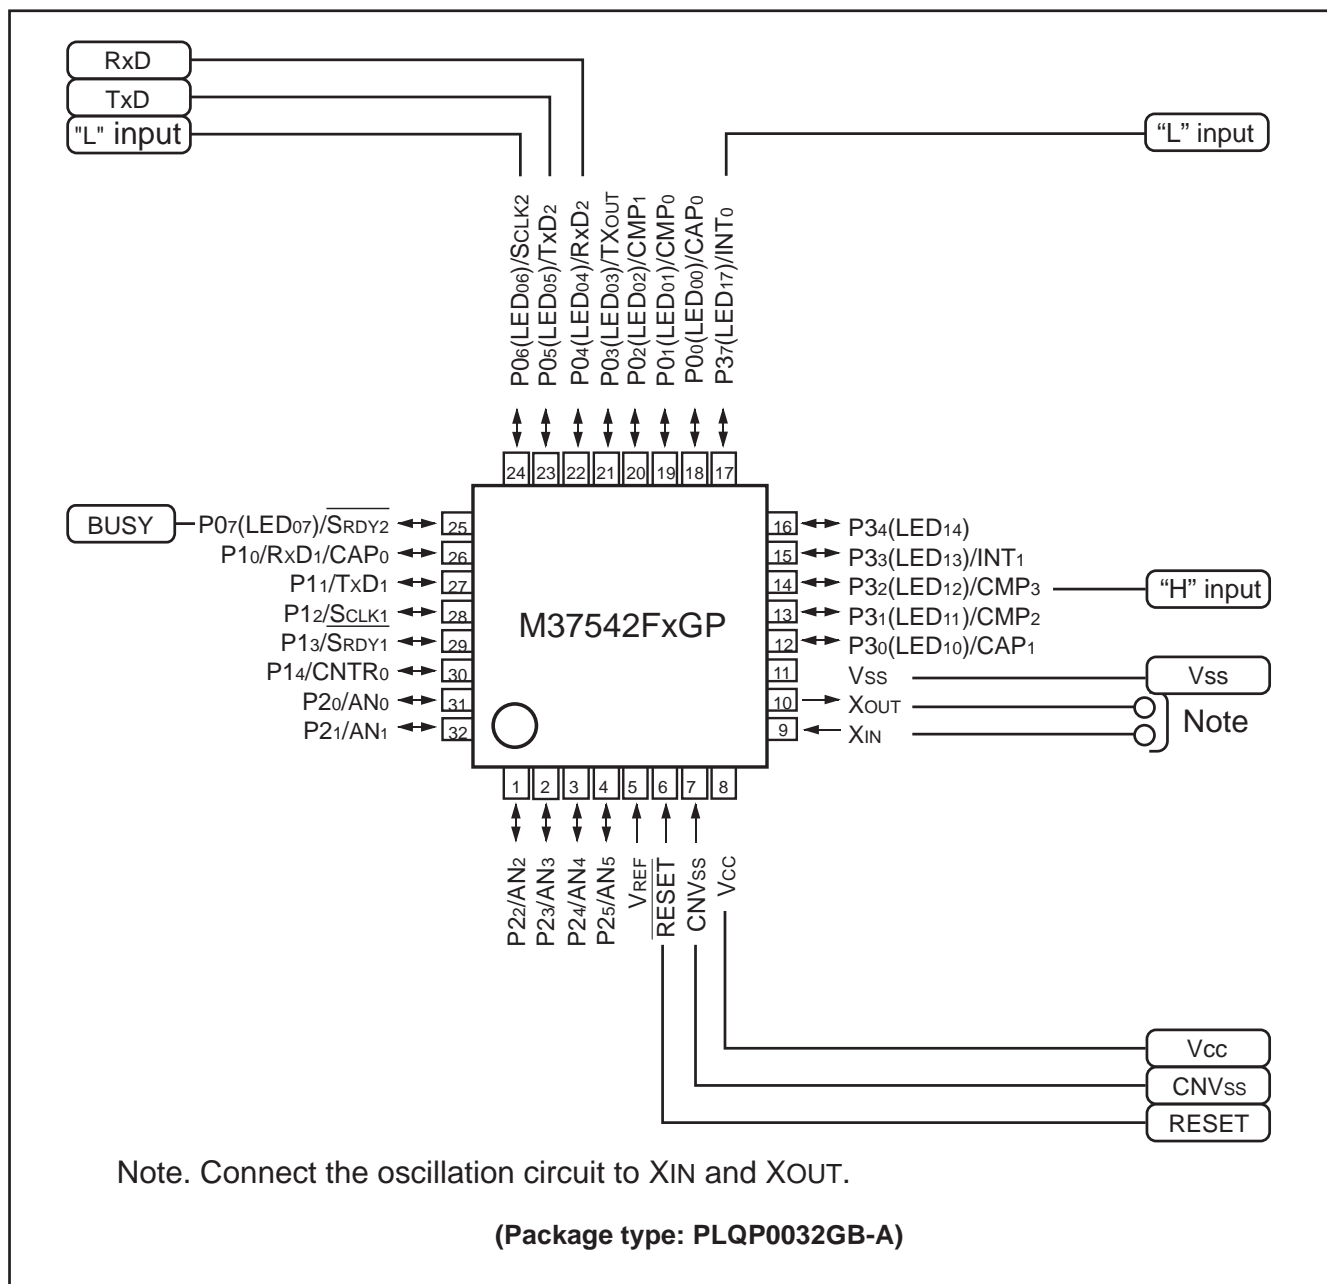 RxD
TxD
"L" input
“L” input
P06(LED06)/SCLK2
P05(LED05)/TxD2
P04(LED04)/RxD2
P03(LED03)/TXOUT
P02(LED02)/CMP1
P01(LED01)/CMP0
P00(LED00)/CAP0
P37(LED17)/INT0
24 23 22 21 20 19 18 17
BUSY
P07(LED07)/SRDY2 25
P10/RXD1/CAP0 26
P11/TXD1 27
P12/SCLK1 28
P13/SRDY1 29
P14/CNTR0 30
P20/AN0 31
P21/AN1 32
M37542FxGP
16 P34(LED14)
15 P33(LED13)/INT1
14 P32(LED12)/CMP3
“H” input
13 P31(LED11)/CMP2
12 P30(LED10)/CAP1
11 VSS
Vss
10 XOUT
9 XIN
Note
1 2 3 4 5 6 7 8
P22/AN2
P23/AN3
P24/AN4
P25/AN5
VREF
RESET
CNVSS
VCC
Vcc
CNVss
RESET
Note. Connect the oscillation circuit to XIN and XOUT.
(Package type: PLQP0032GB-A)